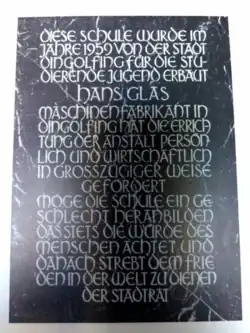 DIESE SCHULE WURDE IM
JAHRE 1959 VON DER STADT
DINGOLFING FÜR DIE STU-
DIERENDE JUGEND ERBAUT
HANS GLAS
MASCHINENFABRIKANT IN
DINGOLFING HAT DIE ERRICH
TUNG DER ANSTALT PERSÖN
LICH UND WIRTSCHAFTLICH
IN GROSSZÜGIGER WEISE
GEFÖRDERT
MÖGE DIE SCHULE EIN GE
SCHLECHT HERANBILDEN
DAS STETS DIE WÜRDE DES
MENSCHEN ACHTET UND
DANACH STREBT DEM FRIE
DEN IN DER WELT ZU DIENEN
DER STADTRAT